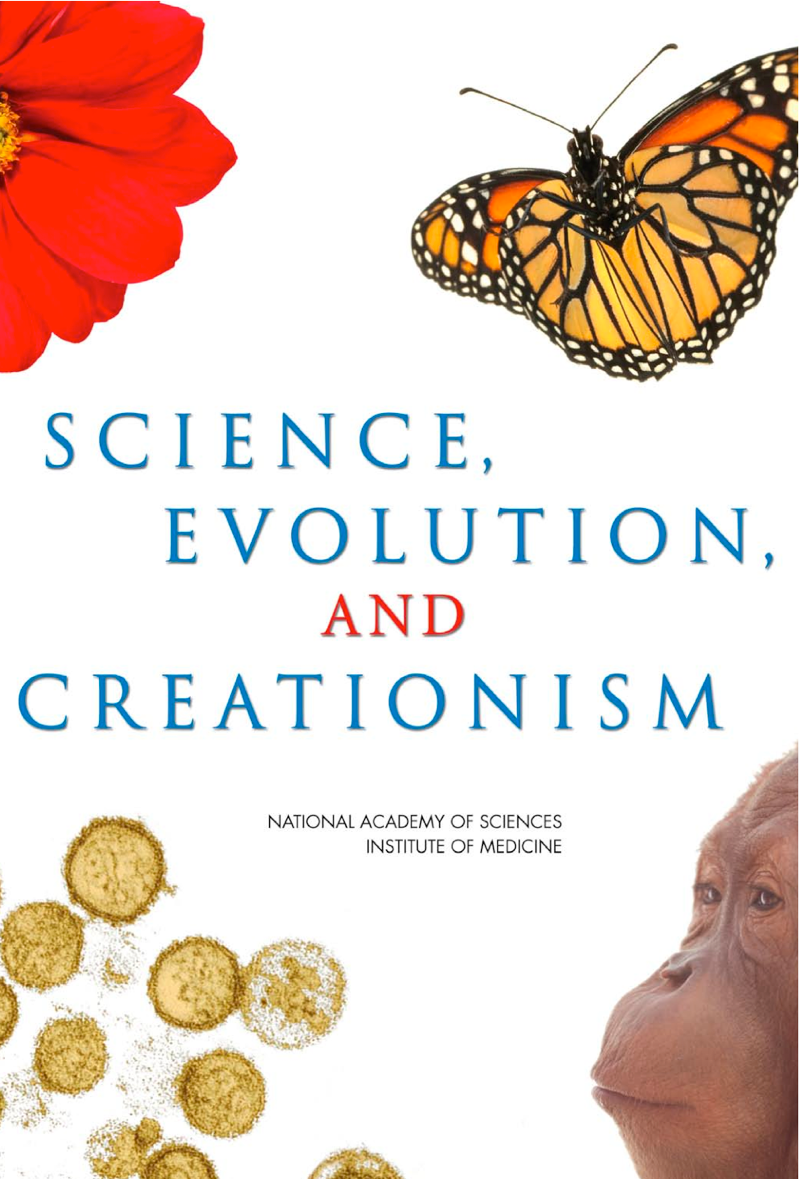 SCIENCE,
EVOLUTION,
AND
CREATIONISM
NATIONAL ACADEMY OF SCIENCES
INSTITUTE OF MEDICINE